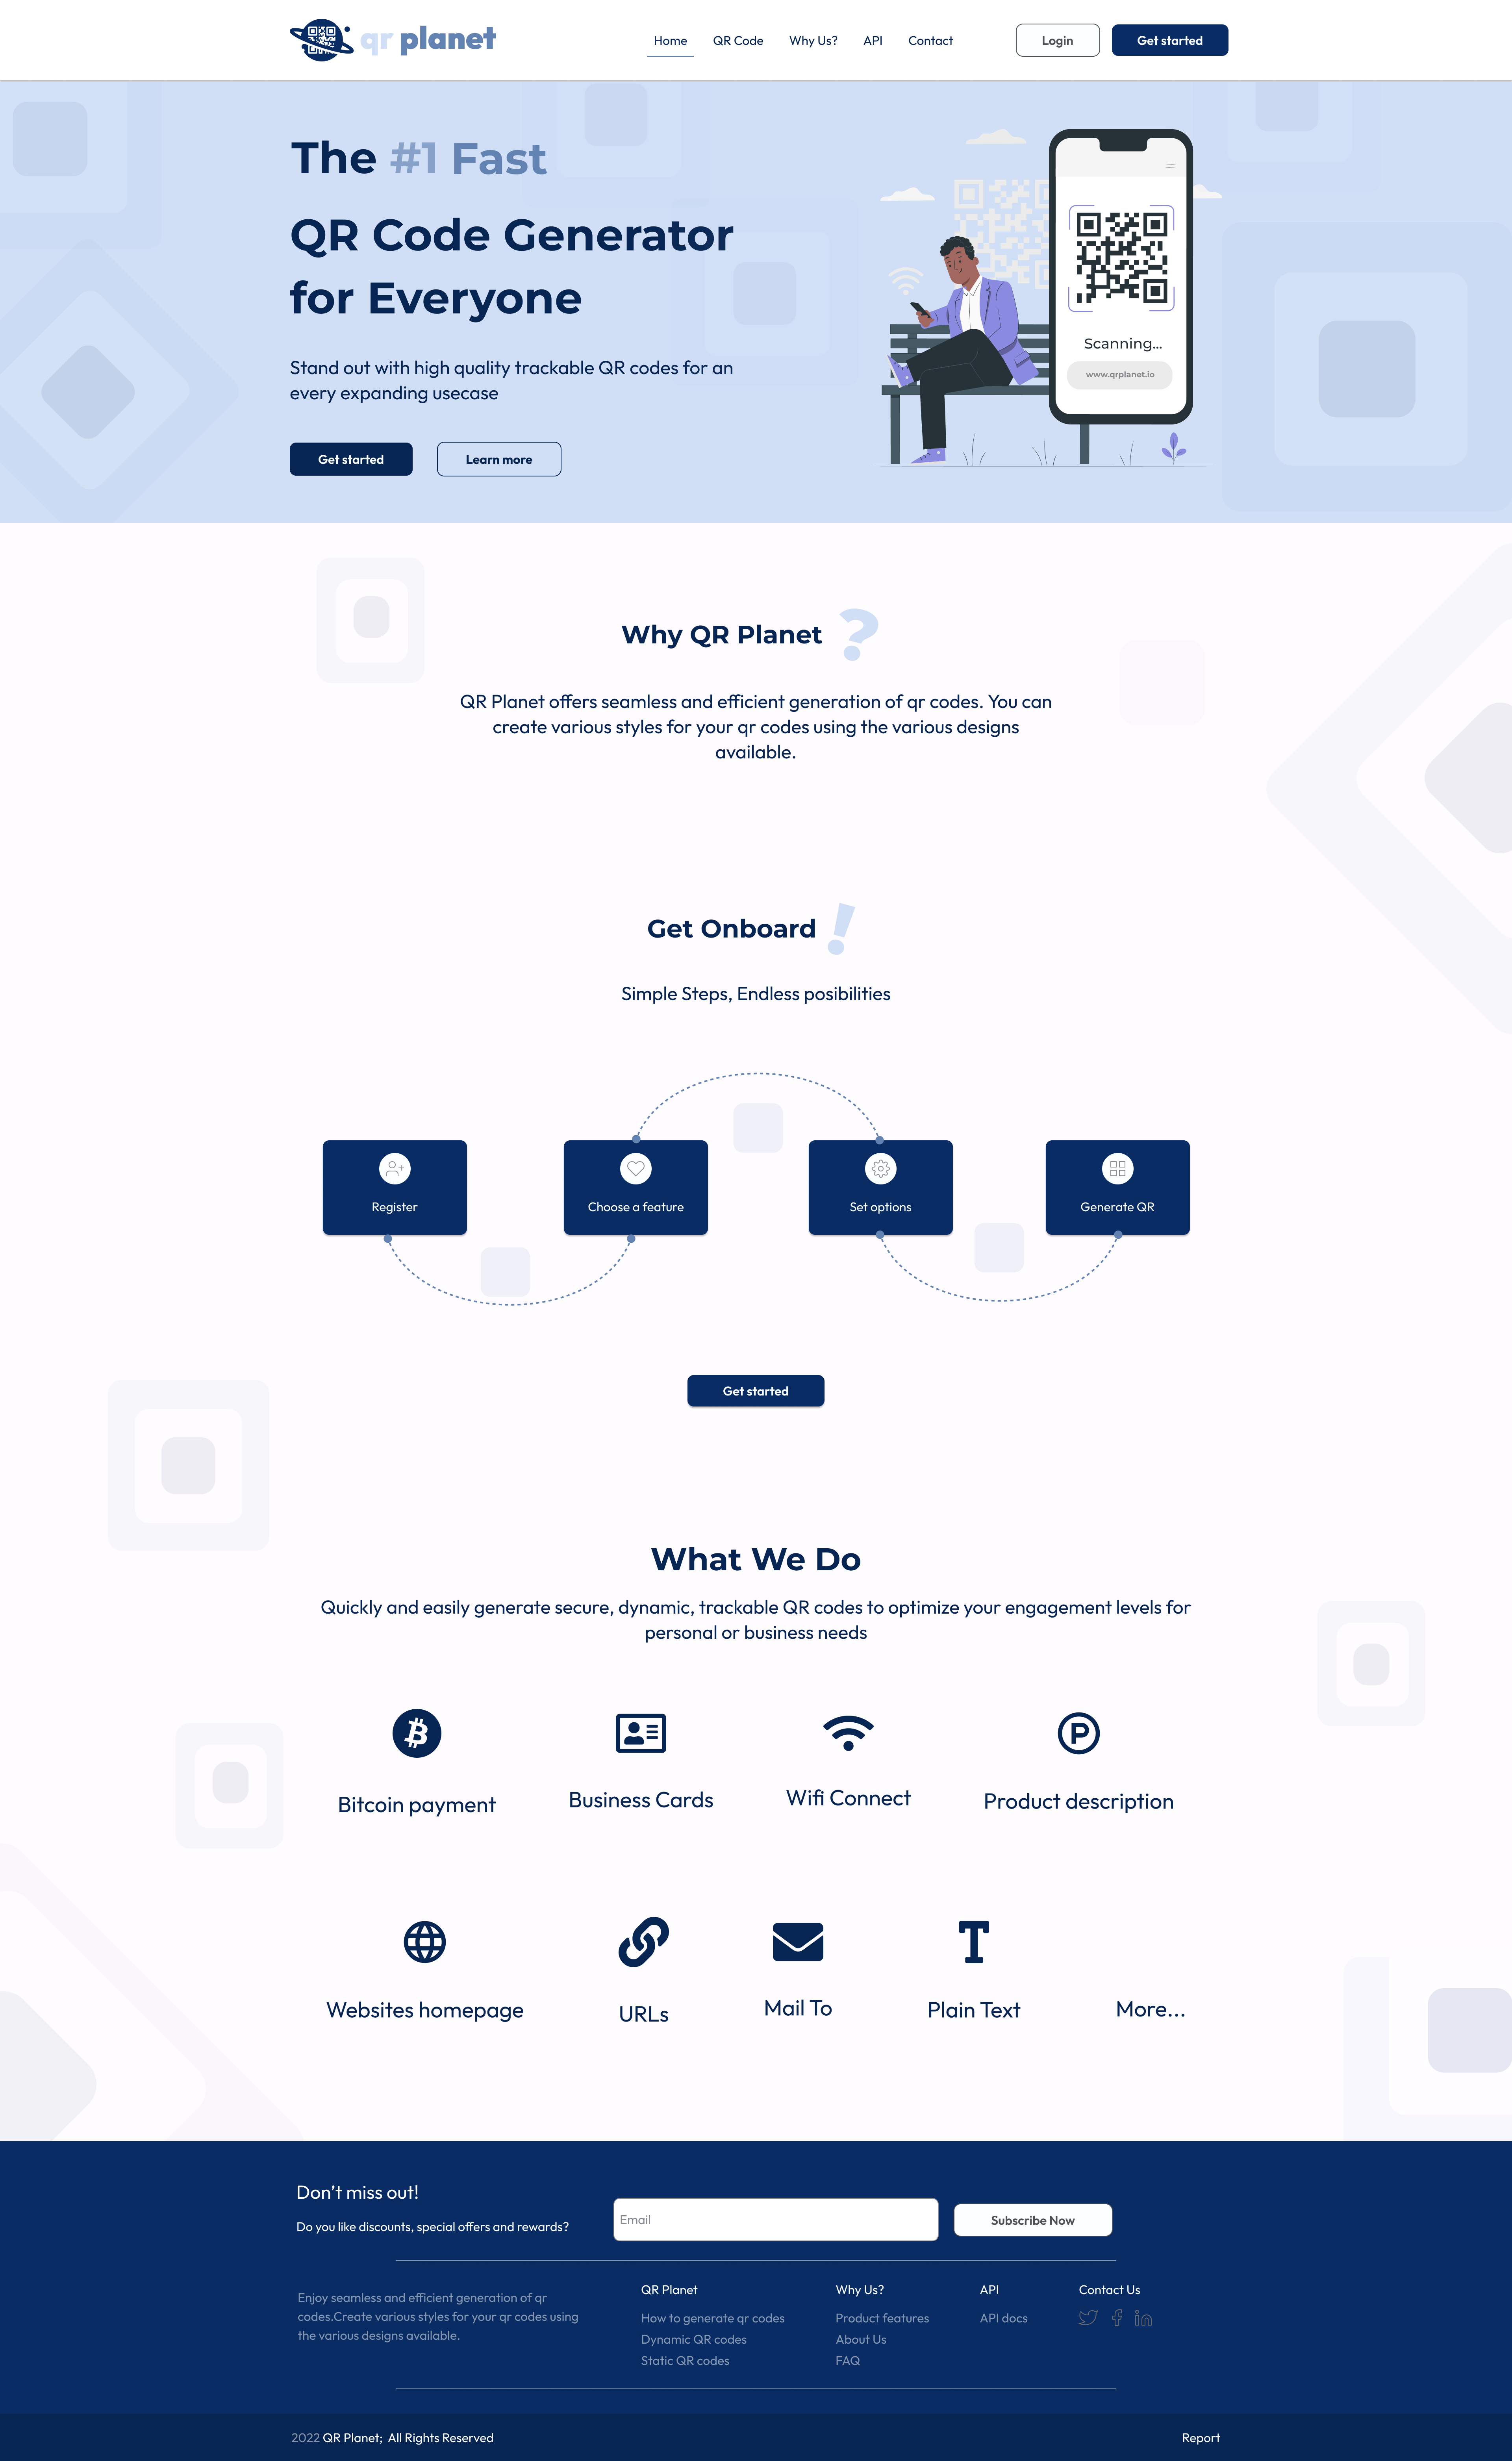 qr planet
Home QR Code Why Us? API Contact Login Get started
The #1 Fast
QR Code Generator
for Everyone
Stand out with high quality trackable QR codes for an
every expanding usecase
Get started Learn more
Scanning...
www.qrplanet.io
Why QR Planet ?
QR Planet offers seamless and efficient generation of qr codes. You can
create various styles for your qr codes using the various designs
available.
Get Onboard !
Simple Steps, Endless posibilities
Register Choose a feature Set options Generate QR
Get started
What We Do
Quickly and easily generate secure, dynamic, trackable QR codes to optimize your engagement levels for
personal or business needs
Bitcoin payment Business Cards Wifi Connect Product description
Websites homepage URLs Mail To Plain Text More...
Don't miss out!
Do you like discounts, special offers and rewards?
Email
Subscribe Now
Enjoy seamless and efficient generation of qr
codes.Create various styles for your qr codes using
the various designs available.
QR Planet
How to generate qr codes
Dynamic QR codes
Static QR codes
Why Us?
Product features
About Us
FAQ
API
API docs
Contact Us
2022 QR Planet; All Rights Reserved
Report